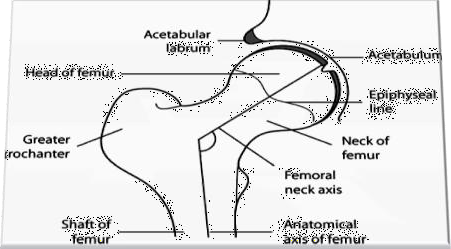 Acetabular
labrum
Acetabulum
Head of femur
Epiphyseal
line
Greater
rochanter
Neck of
femur
Femoral
neck axis
Shaft of
femur
Anatomical
axis of femur